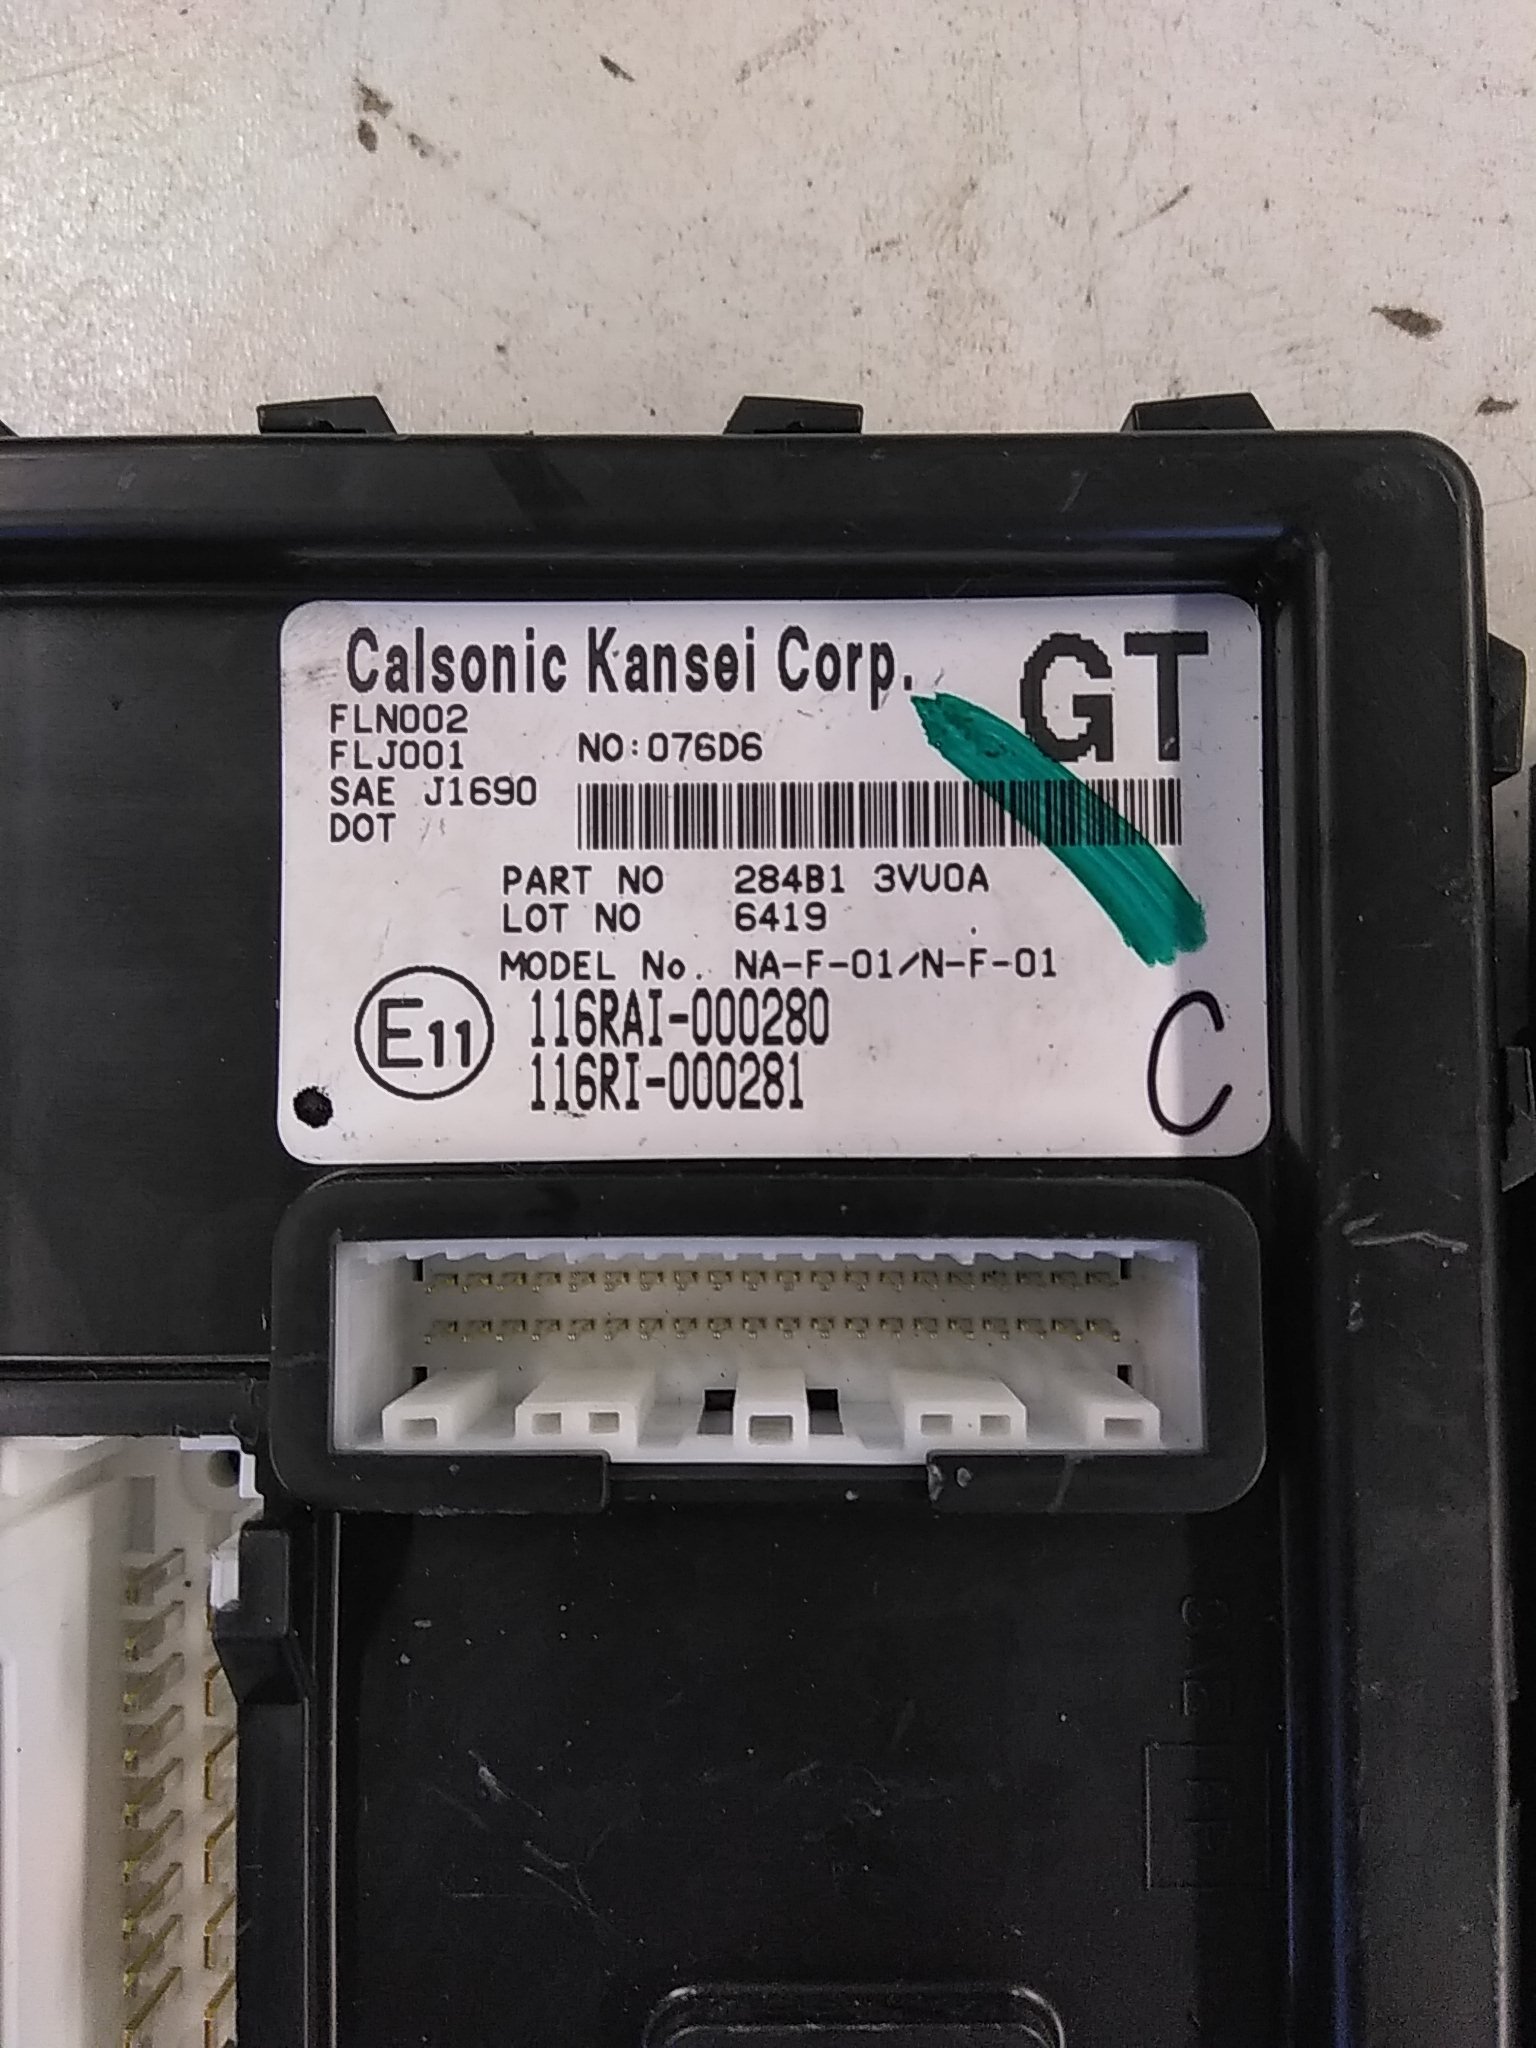 Calsonic Kansei Corp.
GT
FLN002
FLJ001
NO:076D6
SAE J1690
DOT
PART NO 284B1 3VU0A
LOT NO 6419
MODEL No. NA-F-01/N-F-01
E11
116RAI-000280
116RI-000281
C